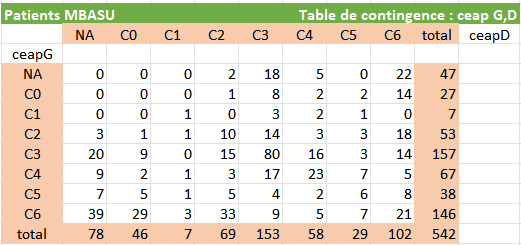 Patients MBASU Table de contingence : ceap G,D
NA C0 C1 C2 C3 C4 C5 C6 total ceapD
ceapG
NA 0 0 0 2 18 5 0 22 47
C0 0 0 0 1 8 2 2 14 27
C1 0 0 1 0 3 2 1 0 7
C2 3 1 1 10 14 3 3 18 53
C3 20 9 0 15 80 16 3 14 157
C4 9 2 1 3 17 23 7 5 67
C5 7 5 1 5 4 2 6 8 38
C6 39 29 3 33 9 5 7 21 146
total 78 46 7 69 153 58 29 102 542